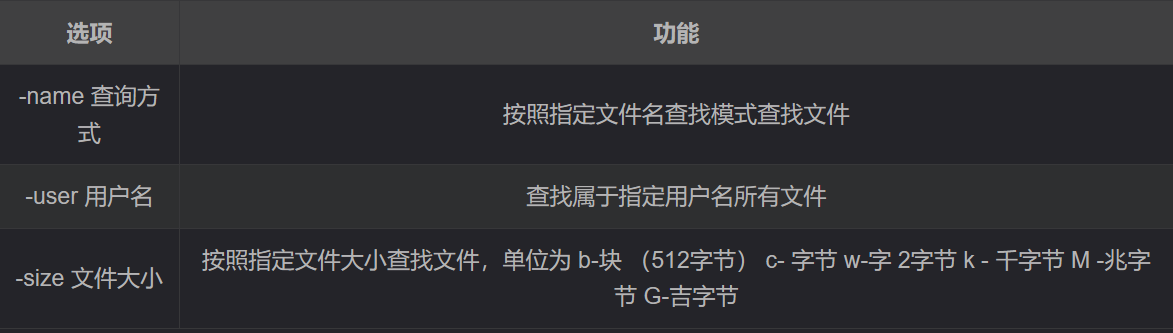 选项 功能
-name 查询方
式
按照指定文件名查找模式查找文件
-user 用户名 查找属于指定用户名所有文件
-size 文件大小
按照指定文件大小查找文件，单位为 b-块 （512字节） c- 字节 w-字 2字节 k - 千字节 M -兆字
节 G-吉字节